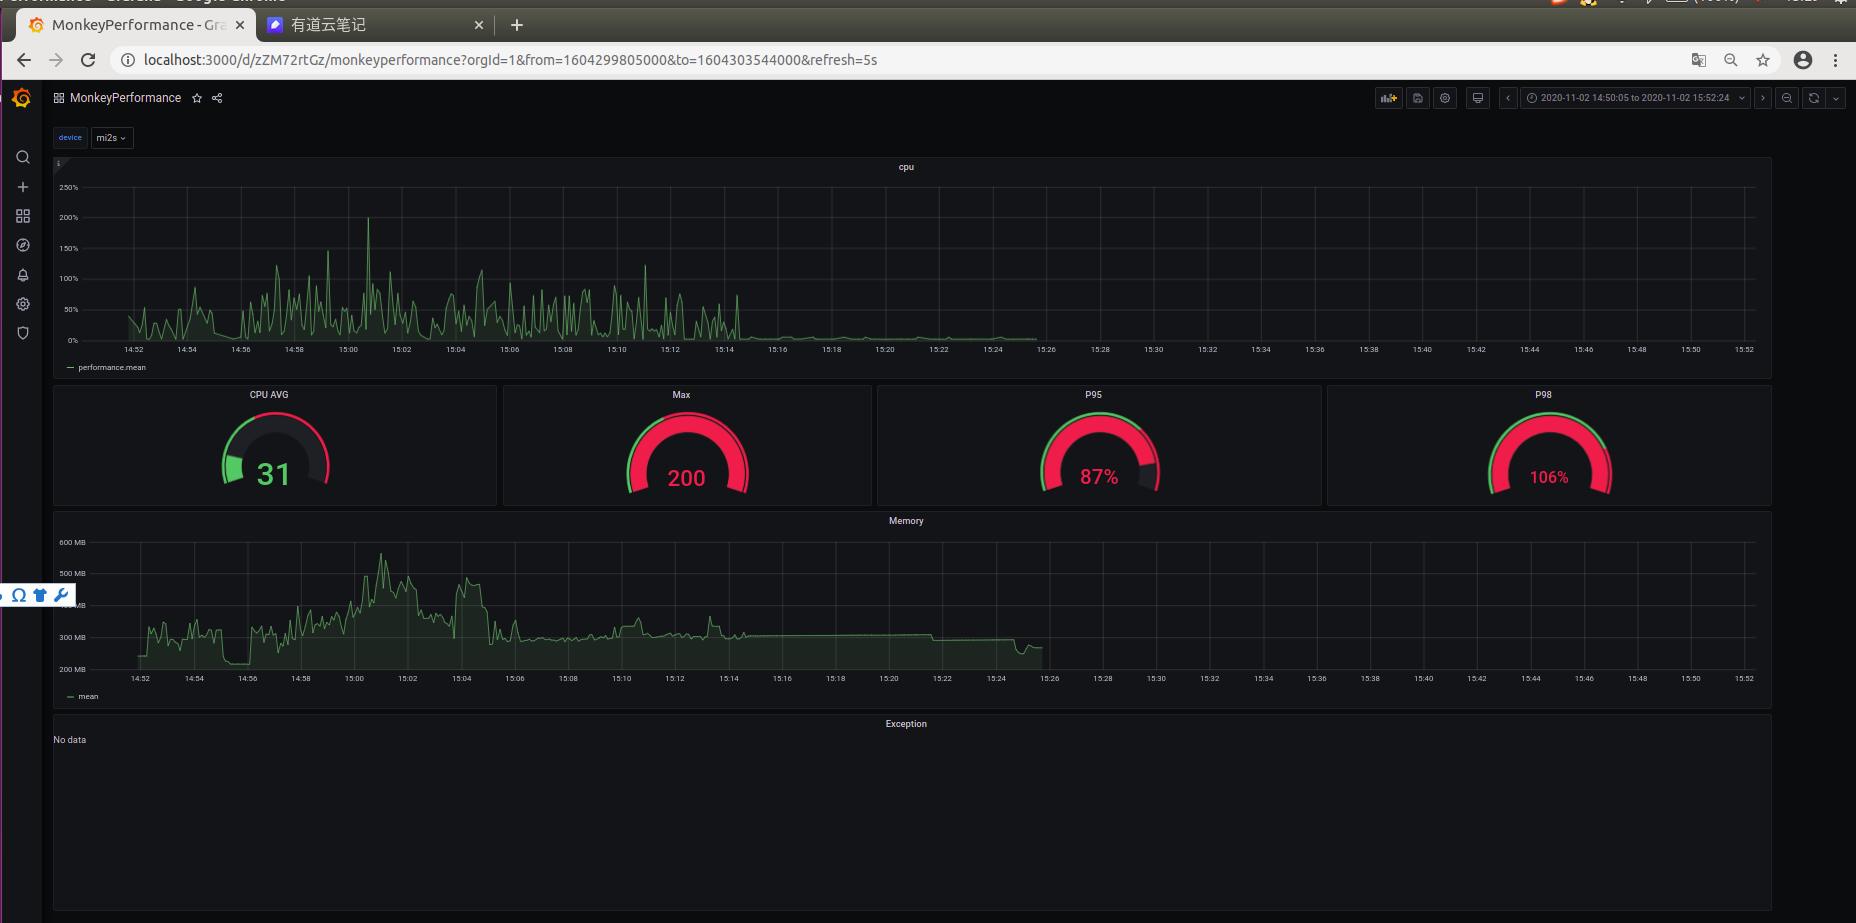 MonkeyPerformance - Gra
有道云笔记
localhost:3000/d/zZM72rtGz/monkeyperformance?orgId=1&from=1604299805000&to=1604303544000&refresh=5s
MonkeyPerformance
2020-11-02 14:50:05 to 2020-11-02 15:52:24
device mi2s
cpu
250%
200%
150%
100%
50%
0%
14:52 14:54 14:56 14:58 15:00 15:02 15:04 15:06 15:08 15:10 15:12 15:14 15:16 15:18 15:20 15:22 15:24 15:26 15:28 15:30 15:32 15:34 15:36 15:38 15:40 15:42 15:44 15:46 15:48 15:50 15:52
performance.mean
CPU AVG
31
Max
200
P95
87%
P98
106%
Memory
600 MB
500 MB
MB
300 MB
200 MB
14:52 14:54 14:56 14:58 15:00 15:02 15:04 15:06 15:08 15:10 15:12 15:14 15:16 15:18 15:20 15:22 15:24 15:26 15:28 15:30 15:32 15:34 15:36 15:38 15:40 15:42 15:44 15:46 15:48 15:50 15:52
mean
Exception
No data